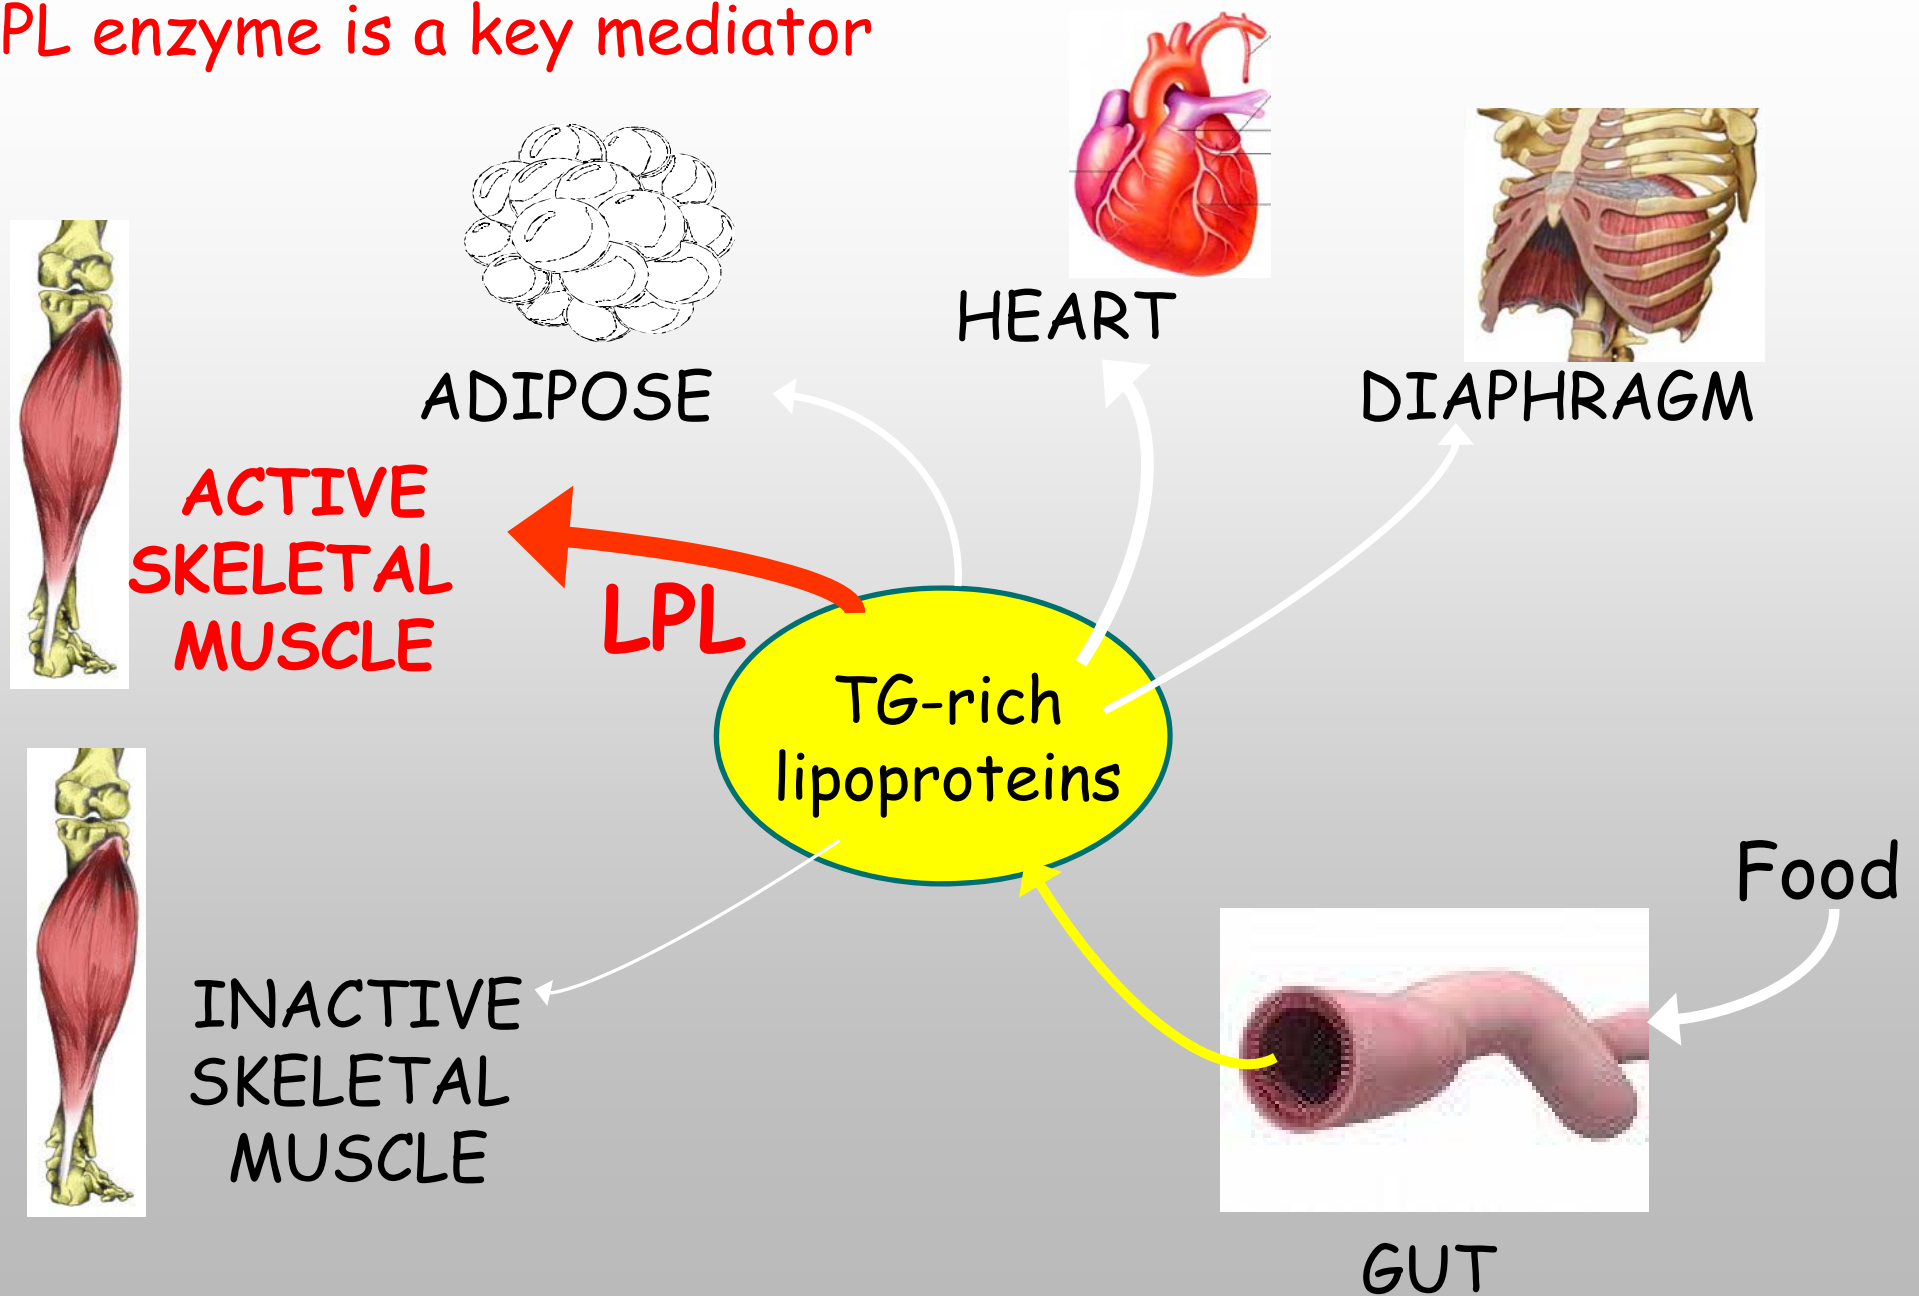 PL enzyme is a key mediator
HEART
ADIPOSE
DIAPHRAGM
ACTIVE
SKELETAL
MUSCLE
LPL
TG-rich
lipoproteins
Food
INACTIVE
SKELETAL
MUSCLE
GUT